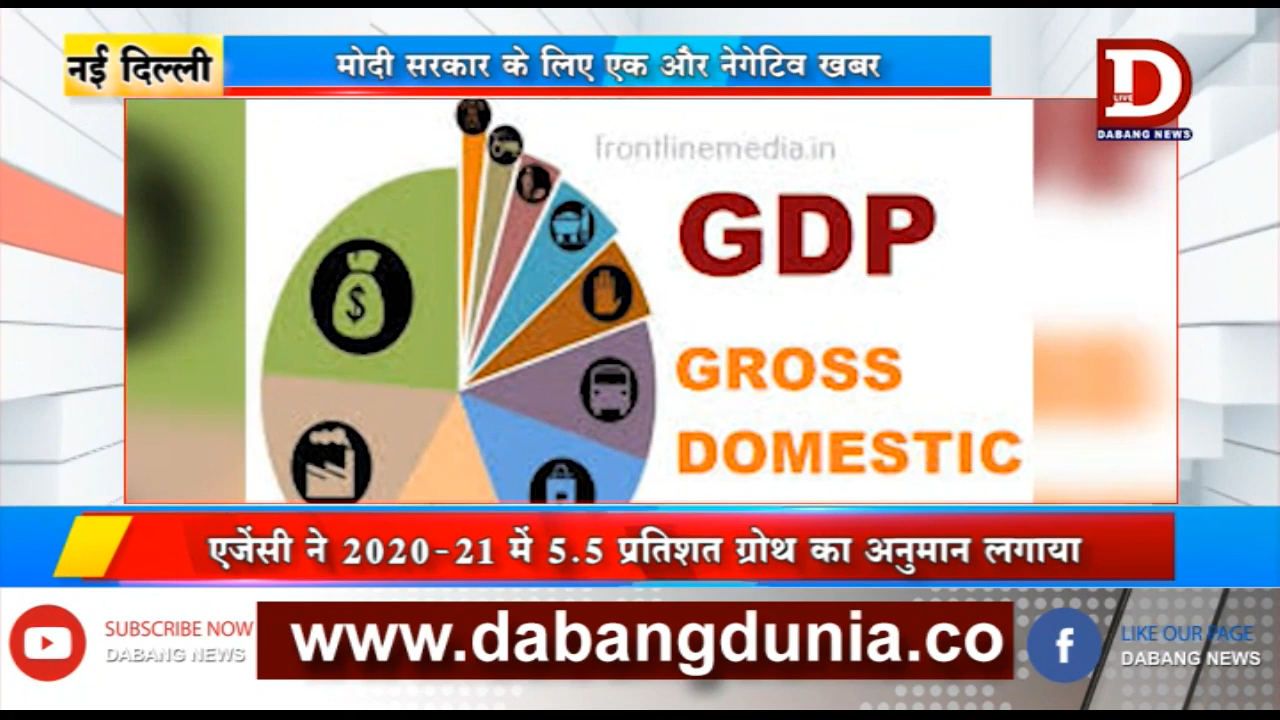 नई दिल्ली
मोदी सरकार के लिए एक और नेगेटिव खबर
LIVE
DABANG NEWS
frontlinemedia.in
GDP
GROSS
DOMESTIC
$
एजेंसी ने 2020-21 में 5.5 प्रतिशत ग्रोथ का अनुमान लगाया
SUBSCRIBE NOW
DABANG NEWS
www.dabangdunia.co
f
LIKE OUR PAGE
DABANG NEWS